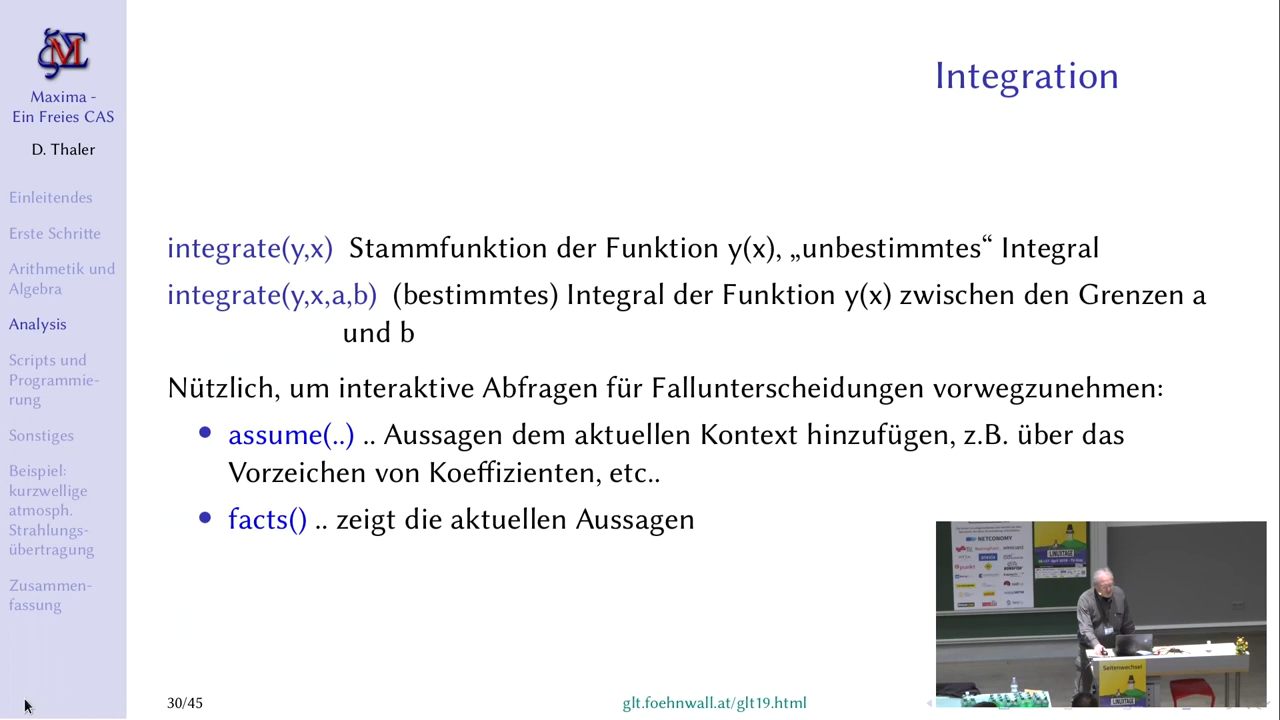 Maxima -
Ein Freies CAS
D. Thaler
Einleitendes
Erste Schritte
Arithmetik und
Algebra
Analysis
Scripts und
Programmie-
rung
Sonstiges
Beispiel:
kurzwellige
atmosph.
Strahlungs-
übertragung
Zusammen-
fassung
Integration
integrate(y,x) Stammfunktion der Funktion y(x), „unbestimmtes“ Integral
integrate(y,x,a,b) (bestimmtes) Integral der Funktion y(x) zwischen den Grenzen a
und b
Nützlich, um interaktive Abfragen für Fallunterscheidungen vorwegzunehmen:
• assume(..) .. Aussagen dem aktuellen Kontext hinzufügen, z.B. über das
Vorzeichen von Koeffizienten, etc..
• facts() .. zeigt die aktuellen Aussagen
NETCONOMY
LINUXTAGE
Seitenwechsel
LINUXTAGE
30/45
glt.foehnwall.at/glt19.html